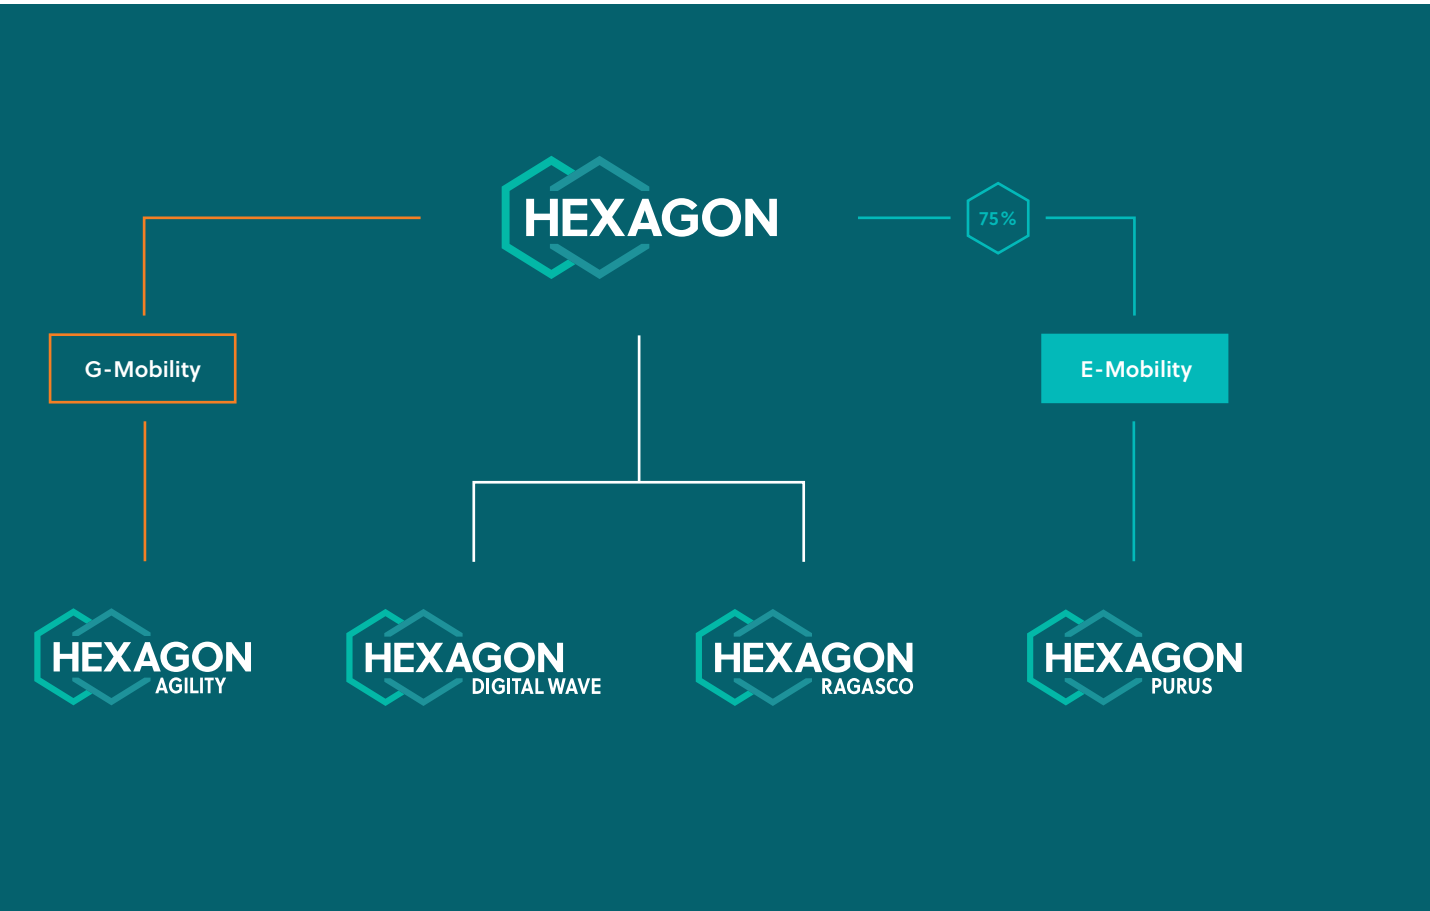 HEXAGON
75%
G-Mobility
E-Mobility
HEXAGON
AGILITY
HEXAGON
DIGITAL WAVE
HEXAGON
RAGASCO
HEXAGON
PURUS